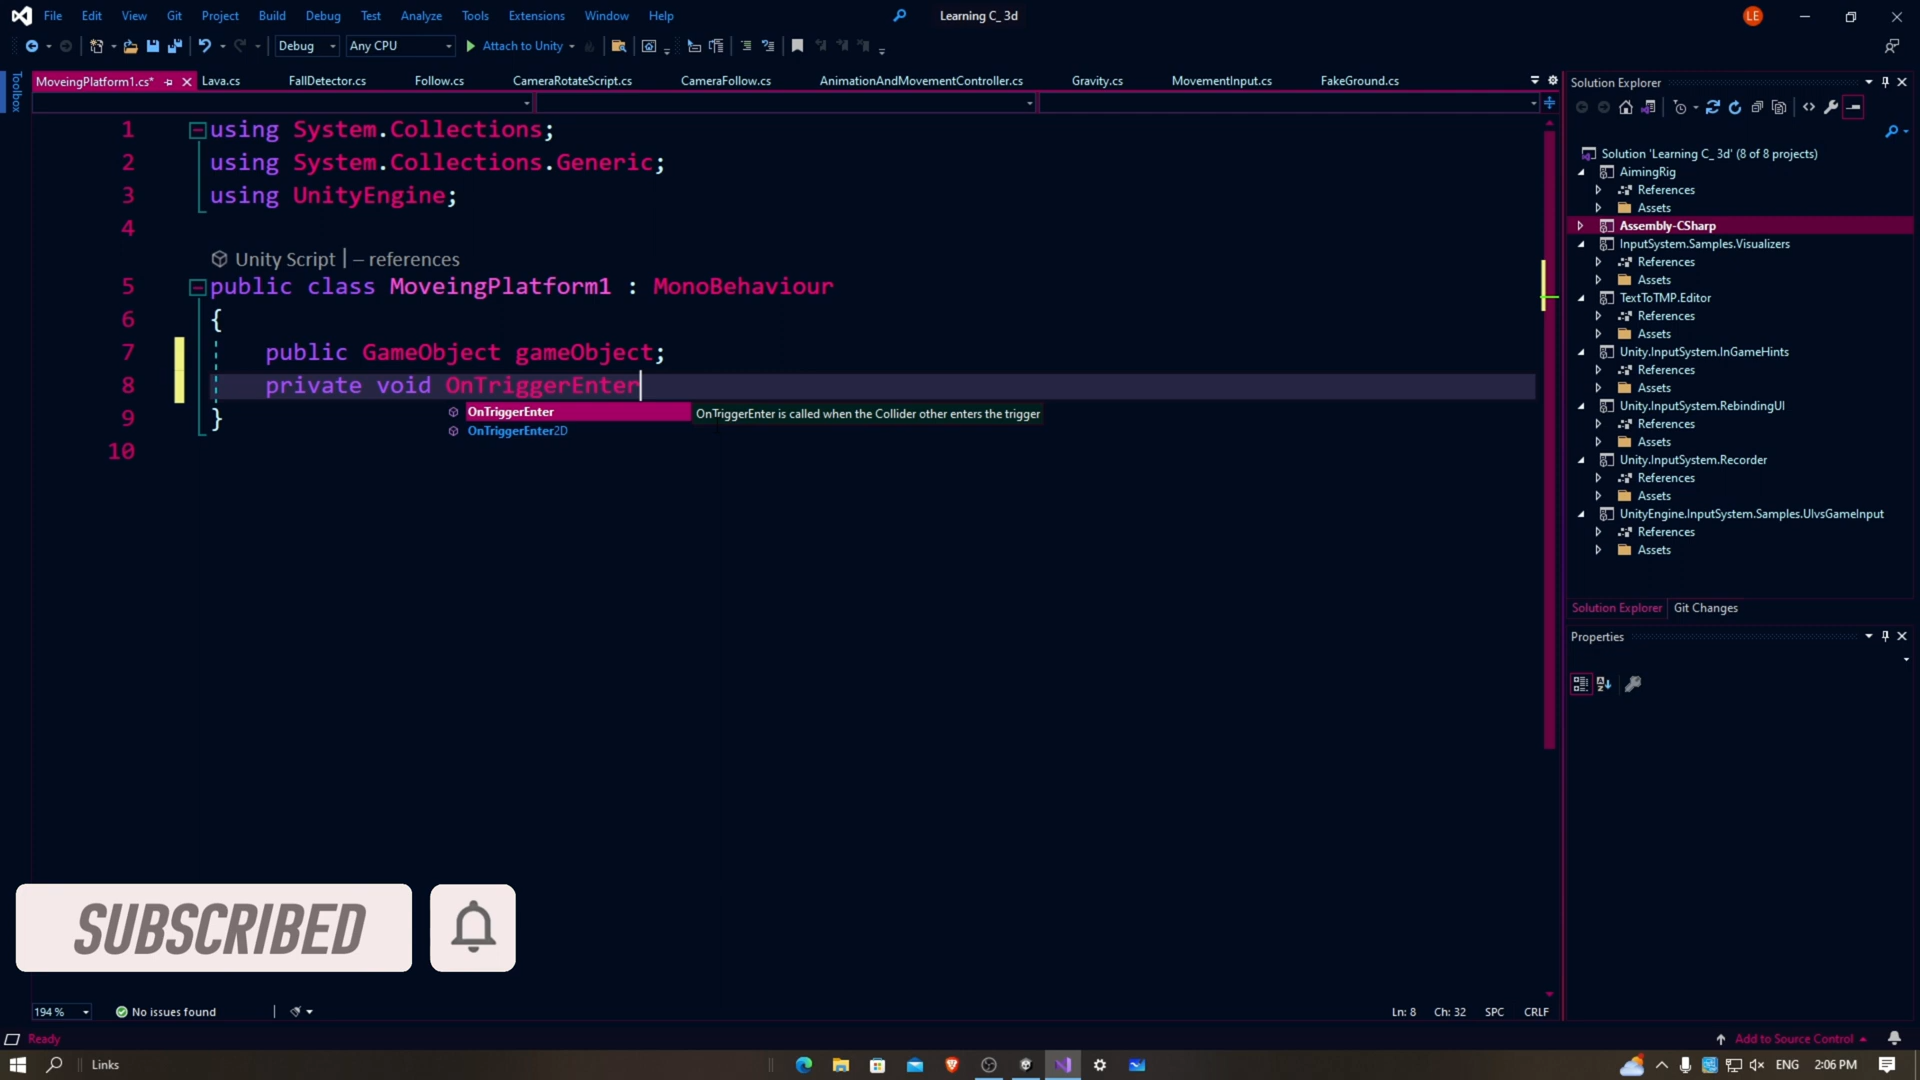 File Edit View Git Project Build Debug Test Analyze Tools Extensions Window Help Learning C_ 3d LE
Debug Any CPU Attach to Unity
Toolbox
MoveingPlatform1.cs* Lava.cs FallDetector.cs Follow.cs CameraRotateScript.cs CameraFollow.cs AnimationAndMovementController.cs Gravity.cs MovementInput.cs FakeGround.cs
1 using System.Collections;
2 using System.Collections.Generic;
3 using UnityEngine;
4
Unity Script | – references
5 public class MoveingPlatform1 : MonoBehaviour
6 {
7 public GameObject gameObject;
8 private void OnTriggerEnter
OnTriggerEnter OnTriggerEnter is called when the Collider other enters the trigger
OnTriggerEnter2D
9 }
10
Solution Explorer
Solution 'Learning C_ 3d' (8 of 8 projects)
AimingRig
References
Assets
Assembly-CSharp
InputSystem.Samples.Visualizers
References
Assets
TextToTMP.Editor
References
Assets
Unity.InputSystem.InGameHints
References
Assets
Unity.InputSystem.RebindingUI
References
Assets
Unity.InputSystem.Recorder
References
Assets
UnityEngine.InputSystem.Samples.UIvsGameInput
References
Assets
Solution Explorer Git Changes
Properties
SUBSCRIBED
194 % No issues found Ln: 8 Ch: 32 SPC CRLF
Ready Add to Source Control
Links ENG 2:06 PM